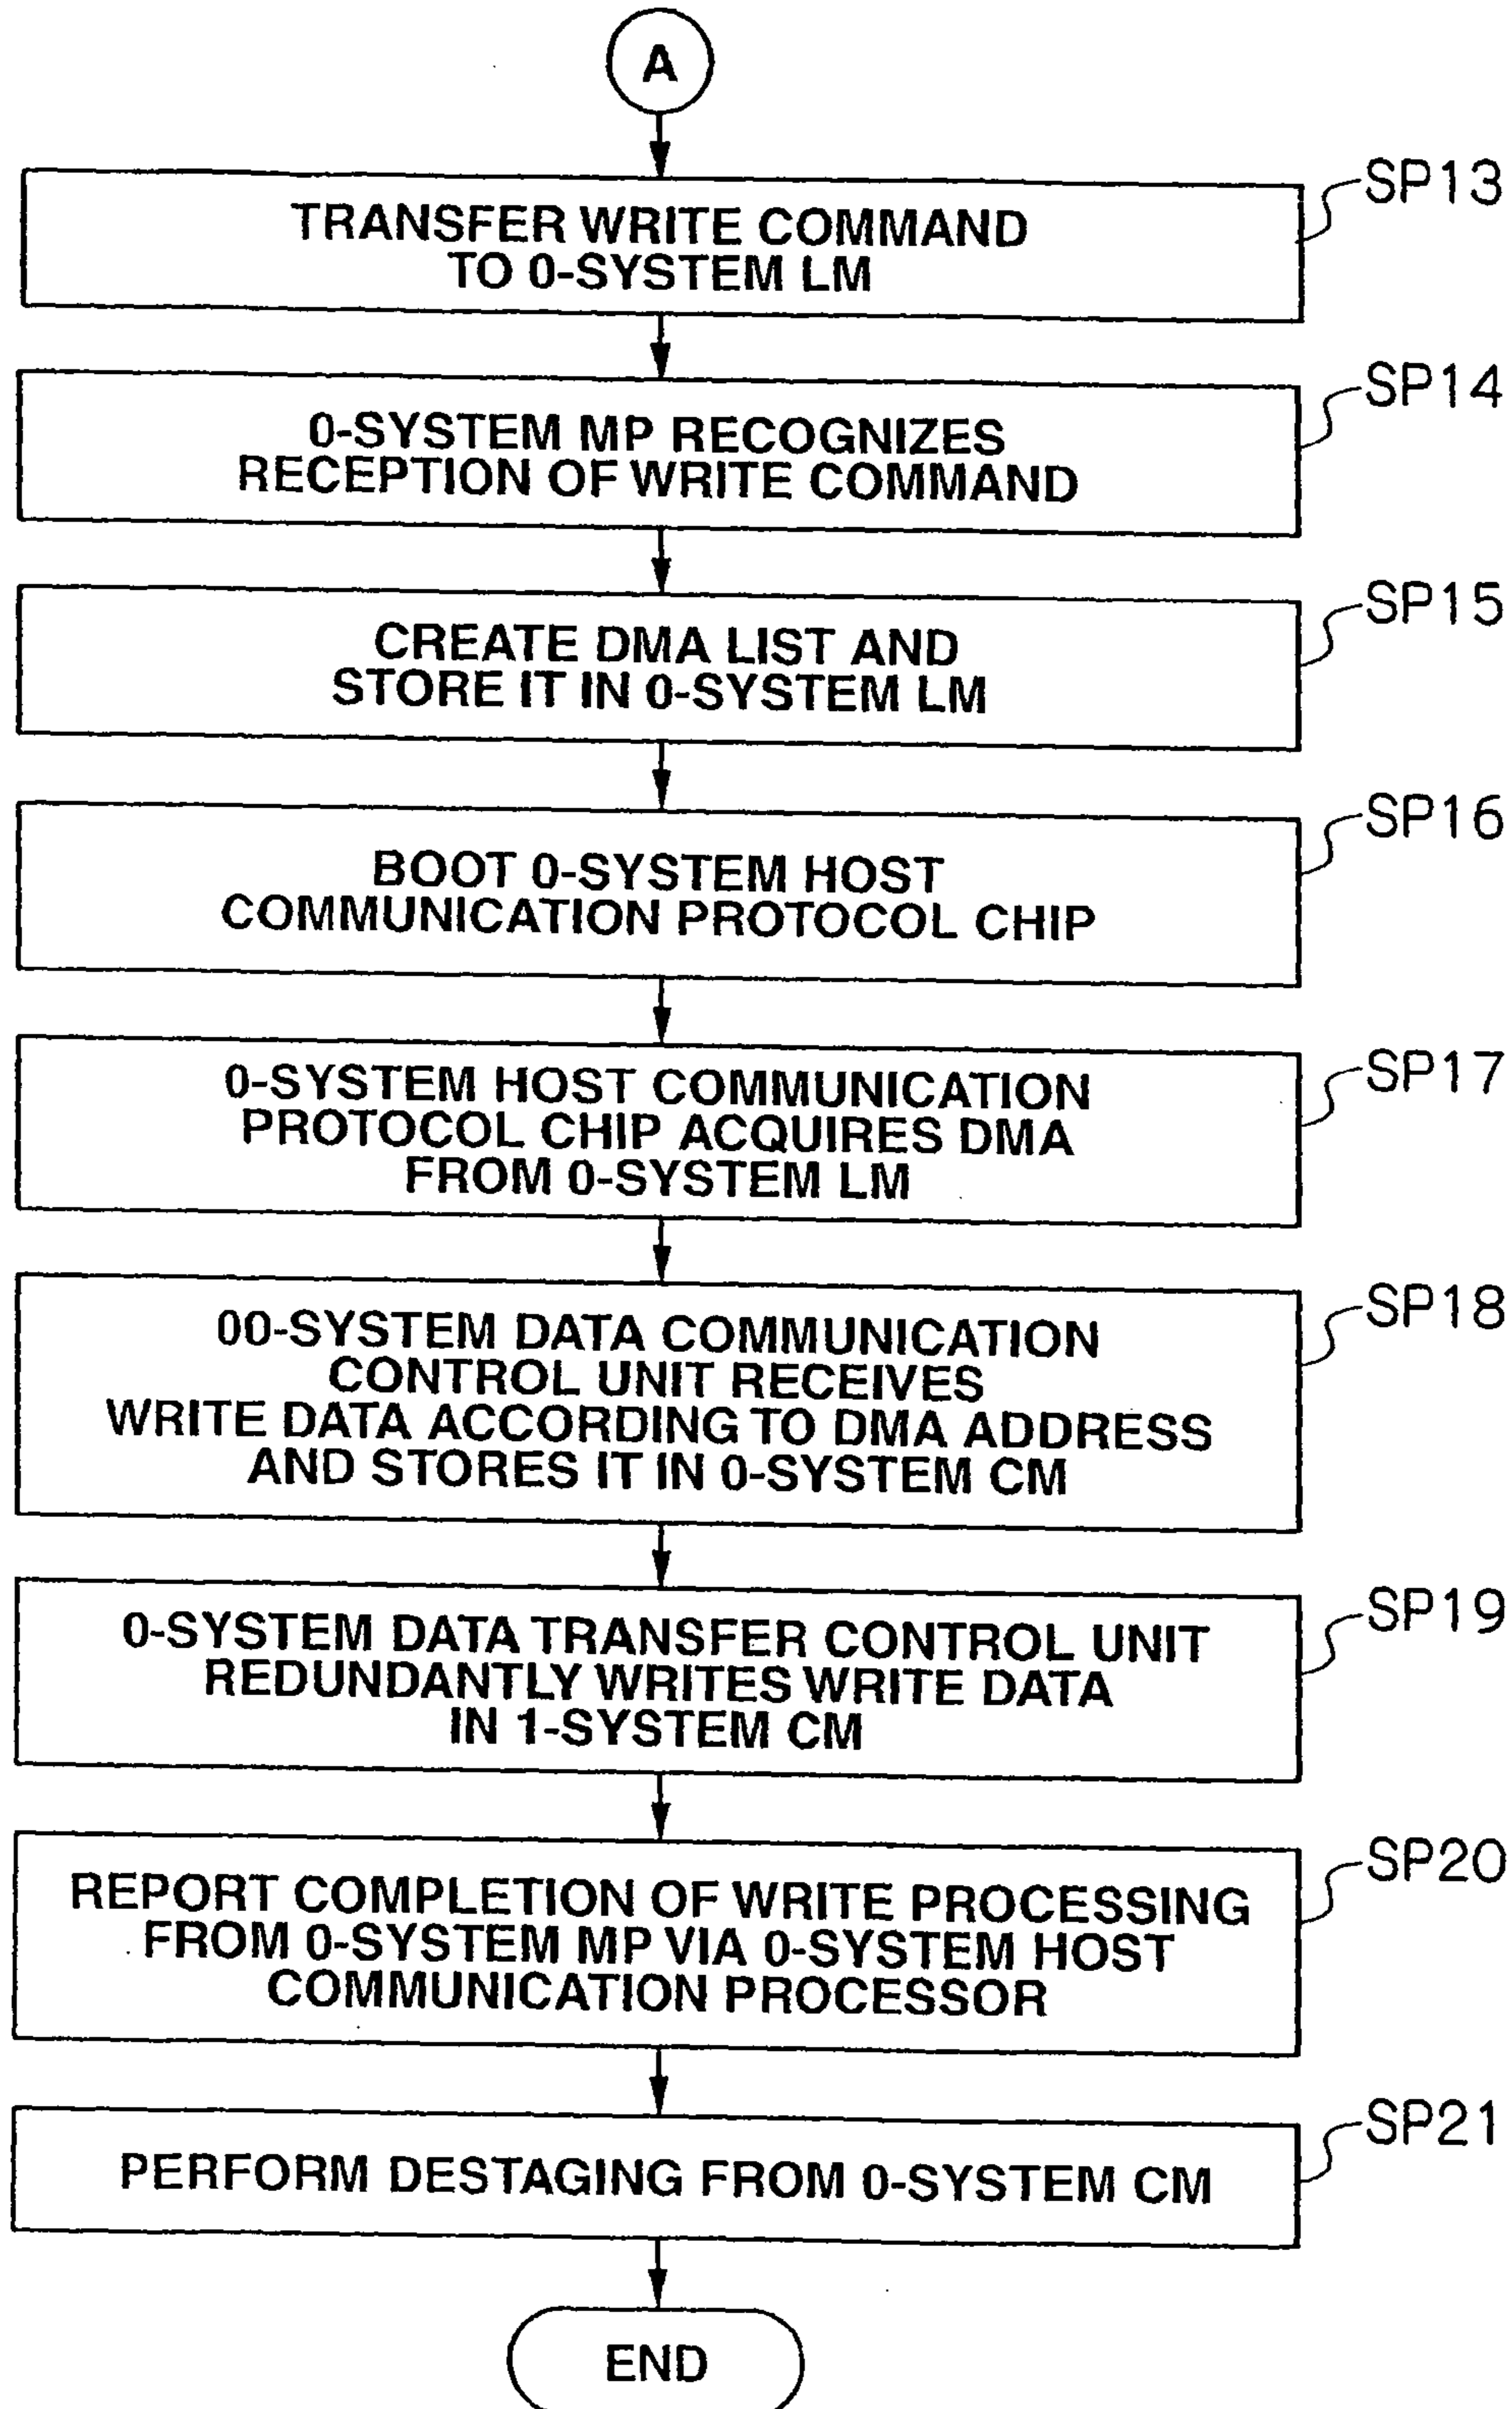 A
SP13
TRANSFER WRITE COMMAND
TO 0-SYSTEM LM
SP14
0-SYSTEM MP RECOGNIZES
RECEPTION OF WRITE COMMAND
SP15
CREATE DMA LIST AND
STORE IT IN 0-SYSTEM LM
SP16
BOOT 0-SYSTEM HOST
COMMUNICATION PROTOCOL CHIP
SP17
0-SYSTEM HOST COMMUNICATION
PROTOCOL CHIP ACQUIRES DMA
FROM 0-SYSTEM LM
SP18
00-SYSTEM DATA COMMUNICATION
CONTROL UNIT RECEIVES
WRITE DATA ACCORDING TO DMA ADDRESS
AND STORES IT IN 0-SYSTEM CM
SP19
0-SYSTEM DATA TRANSFER CONTROL UNIT
REDUNDANTLY WRITES WRITE DATA
IN 1-SYSTEM CM
SP20
REPORT COMPLETION OF WRITE PROCESSING
FROM 0-SYSTEM MP VIA 0-SYSTEM HOST
COMMUNICATION PROCESSOR
SP21
PERFORM DESTAGING FROM 0-SYSTEM CM
END